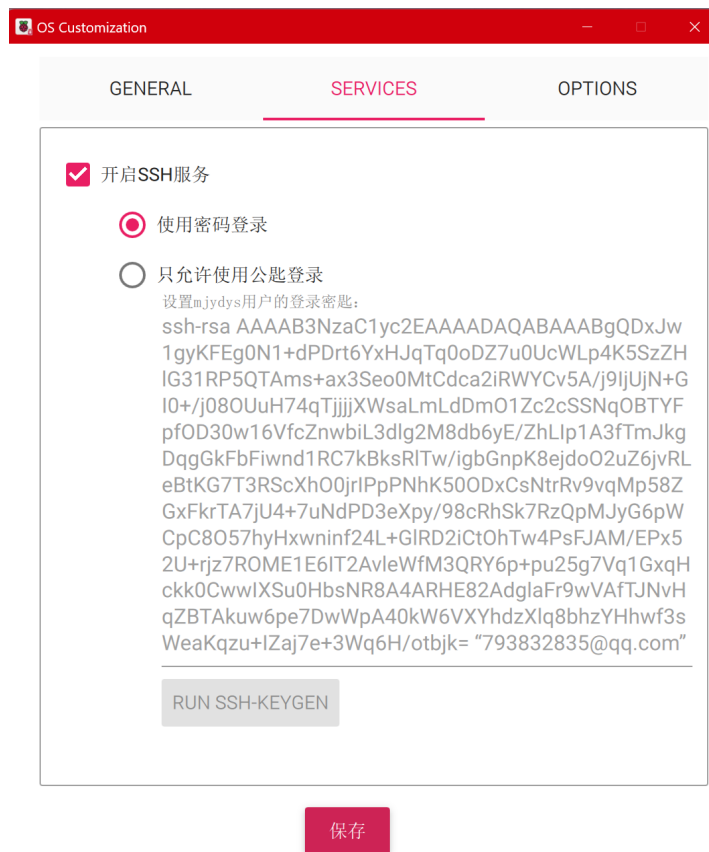 OS Customization
GENERAL
SERVICES
OPTIONS
开启SSH服务
使用密码登录
只允许使用公匙登录
设置mjydys用户的登录密匙:
ssh-rsa AAAAB3NzaC1yc2EAAAADAQABAAABgQDxJw
1gyKFEg0N1+dPDrt6YxHJqTq0oDZ7u0UcWLp4K5SzZH
lG31RP5QTAms+ax3Seo0MtCdca2iRWYCv5A/j9IjUjN+G
I0+/j08OUuH74qTjjjjXWsaLmLdDmO1Zc2cSSNqOBTYF
pfOD30w16VfcZnwbiL3dlg2M8db6yE/ZhLIp1A3fTmJkg
DqgGkFbFiwnd1RC7kBksRlTw/igbGnpK8ejdoO2uZ6jvRL
eBtKG7T3RScXhO0jrIPpPNhK50ODxCsNtrRv9vqMp58Z
GxFkrTA7jU4+7uNdPD3eXpy/98cRhSk7RzQpMJyG6pW
CpC8O57hyHxwninf24L+GlRD2iCtOhTw4PsFJAM/EPx5
2U+rjz7ROME1E6IT2AvleWfM3QRY6p+pu25g7Vq1GxqH
ckk0CwwIXSu0HbsNR8A4ARHE82AdglaFr9wVAfTJNvH
qZBTAkuw6pe7DwWpA40kW6VXYhdzXlq8bhzYHhwf3s
WeaKqzu+IZaj7e+3Wq6H/otbjk= “793832835@qq.com”
RUN SSH-KEYGEN
保存